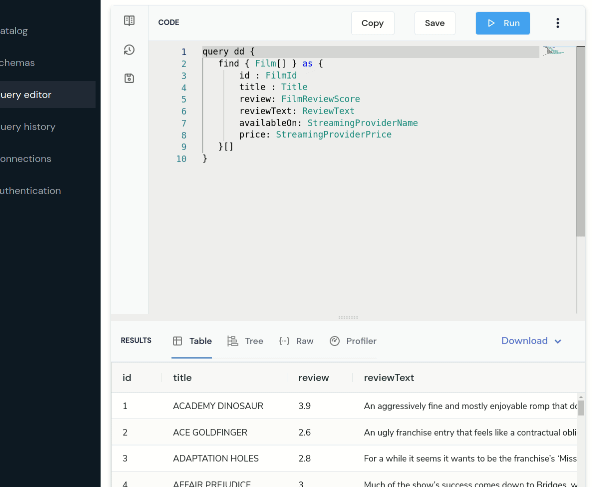 atalog
chemas
uery editor
uery history
onnections
uthentication
CODE
Copy
Save
Run
1 query dd {
2 find { Film[] } as {
3 id : FilmId
4 title : Title
5 review: FilmReviewScore
6 reviewText: ReviewText
7 availableOn: StreamingProviderName
8 price: StreamingProviderPrice
9 }[]
10 }
RESULTS
Table
Tree
Raw
Profiler
Download
id title review reviewText
1 ACADEMY DINOSAUR 3.9 An aggressively fine and mostly enjoyable romp that
2 ACE GOLDFINGER 2.6 An ugly franchise entry that feels like a contractual obli
3 ADAPTATION HOLES 2.8 For a while it seems it wants to be the franchise's 'Miss
4 AFFAIR PREJUDICE 3 Much of the show's success comes down to Bridges,